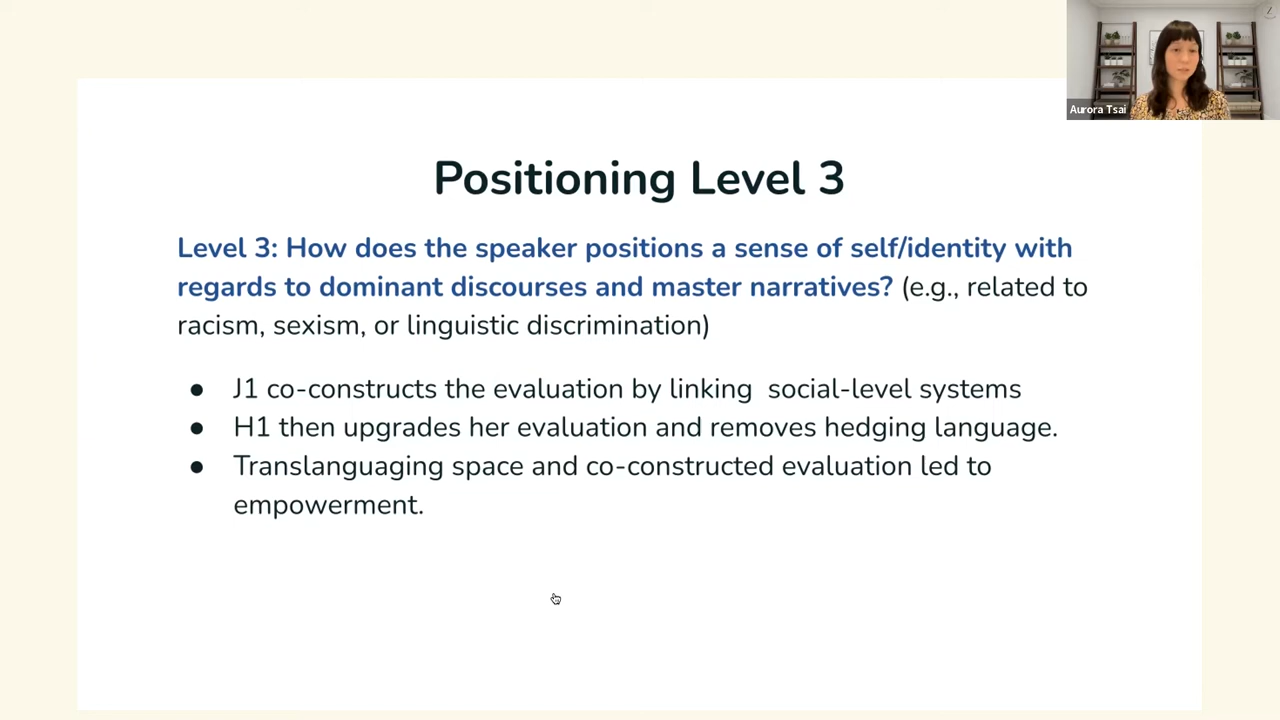 Aurora Tsai
Positioning Level 3
Level 3: How does the speaker positions a sense of self/identity with
regards to dominant discourses and master narratives? (e.g., related to
racism, sexism, or linguistic discrimination)
● J1 co-constructs the evaluation by linking  social-level systems
● H1 then upgrades her evaluation and removes hedging language.
● Translanguaging space and co-constructed evaluation led to
empowerment.